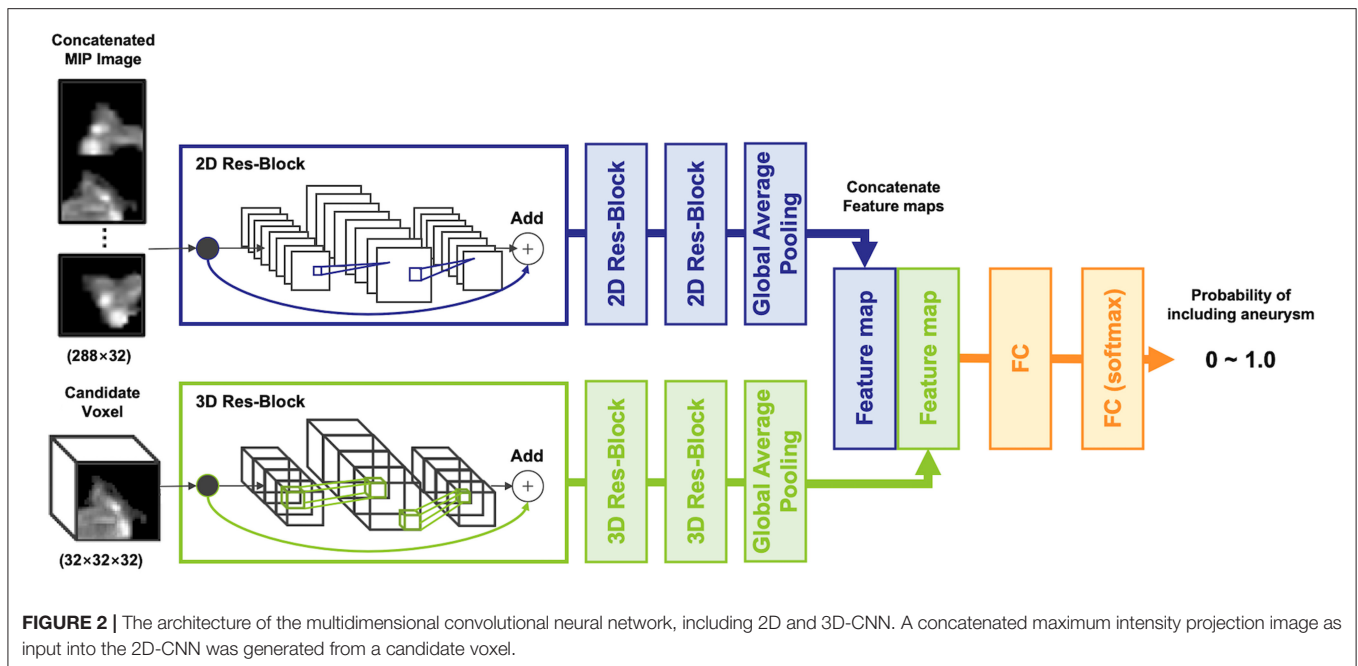 Concatenated
MIP Image
(288×32)
2D Res-Block
Add
+
2D Res-Block
2D Res-Block
Global Average
Pooling
Concatenate
Feature maps
Candidate
Voxel
(32×32×32)
3D Res-Block
Add
+
3D Res-Block
3D Res-Block
Global Average
Pooling
Feature map
Feature map
FC
FC (softmax)
Probability of
including aneurysm
0 ~ 1.0
FIGURE 2 | The architecture of the multidimensional convolutional neural network, including 2D and 3D-CNN. A concatenated maximum intensity projection image as
input into the 2D-CNN was generated from a candidate voxel.